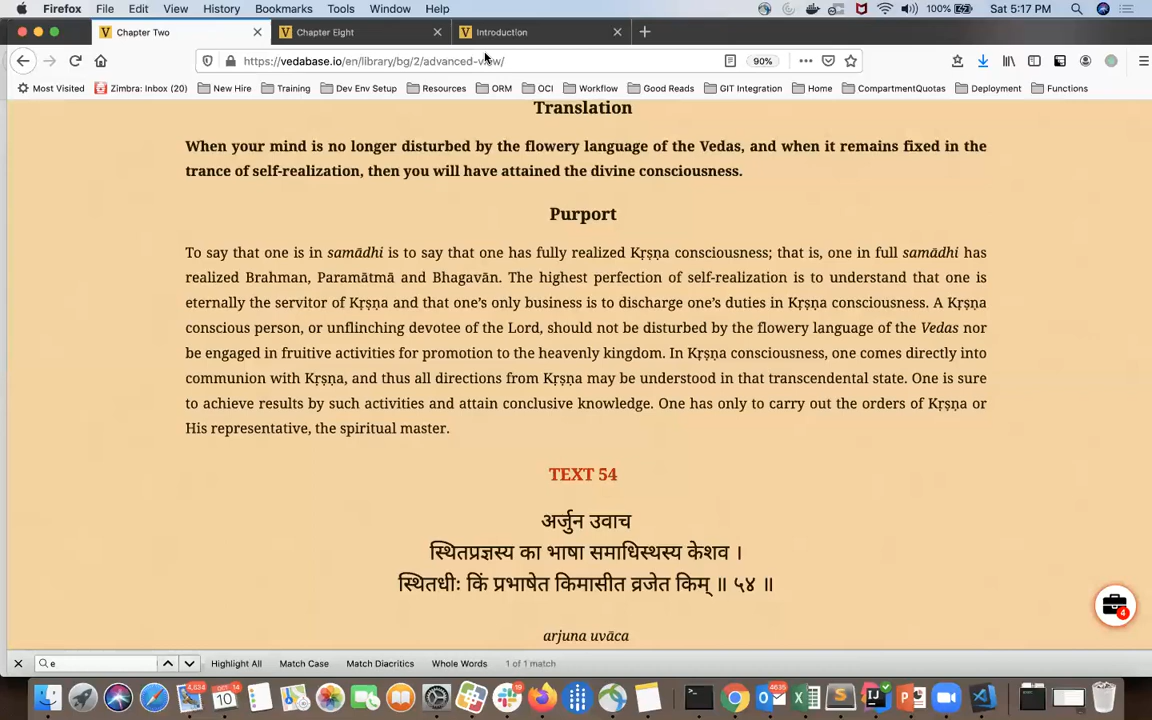 Firefox File Edit View History Bookmarks Tools Window Help 100% Sat 5:17 PM
Chapter Two Chapter Eight Introduction
https://vedabase.io/en/library/bg/2/advanced-view/ 90%
Most Visited Zimbra: Inbox (20) New Hire Training Dev Env Setup Resources ORM OCI Workflow Good Reads GIT Integration Home CompartmentQuotas Deployment Functions
Translation
When your mind is no longer disturbed by the flowery language of the Vedas, and when it remains fixed in the
trance of self-realization, then you will have attained the divine consciousness.
Purport
To say that one is in samādhi is to say that one has fully realized Kṛṣṇa consciousness; that is, one in full samādhi has
realized Brahman, Paramātmā and Bhagavān. The highest perfection of self-realization is to understand that one is
eternally the servitor of Kṛṣṇa and that one’s only business is to discharge one’s duties in Kṛṣṇa consciousness. A Kṛṣṇa
conscious person, or unflinching devotee of the Lord, should not be disturbed by the flowery language of the Vedas nor
be engaged in fruitive activities for promotion to the heavenly kingdom. In Kṛṣṇa consciousness, one comes directly into
communion with Kṛṣṇa, and thus all directions from Kṛṣṇa may be understood in that transcendental state. One is sure
to achieve results by such activities and attain conclusive knowledge. One has only to carry out the orders of Kṛṣṇa or
His representative, the spiritual master.
TEXT 54
अर्जुन उवाच
स्थितप्रज्ञस्य का भाषा समाधिस्थस्य केशव ।
स्थितधीः किं प्रभाषेत किमासीत व्रजेत किम् ॥ ५४ ॥
arjuna uvāca
4
e Highlight All Match Case Match Diacritics Whole Words 1 of 1 match